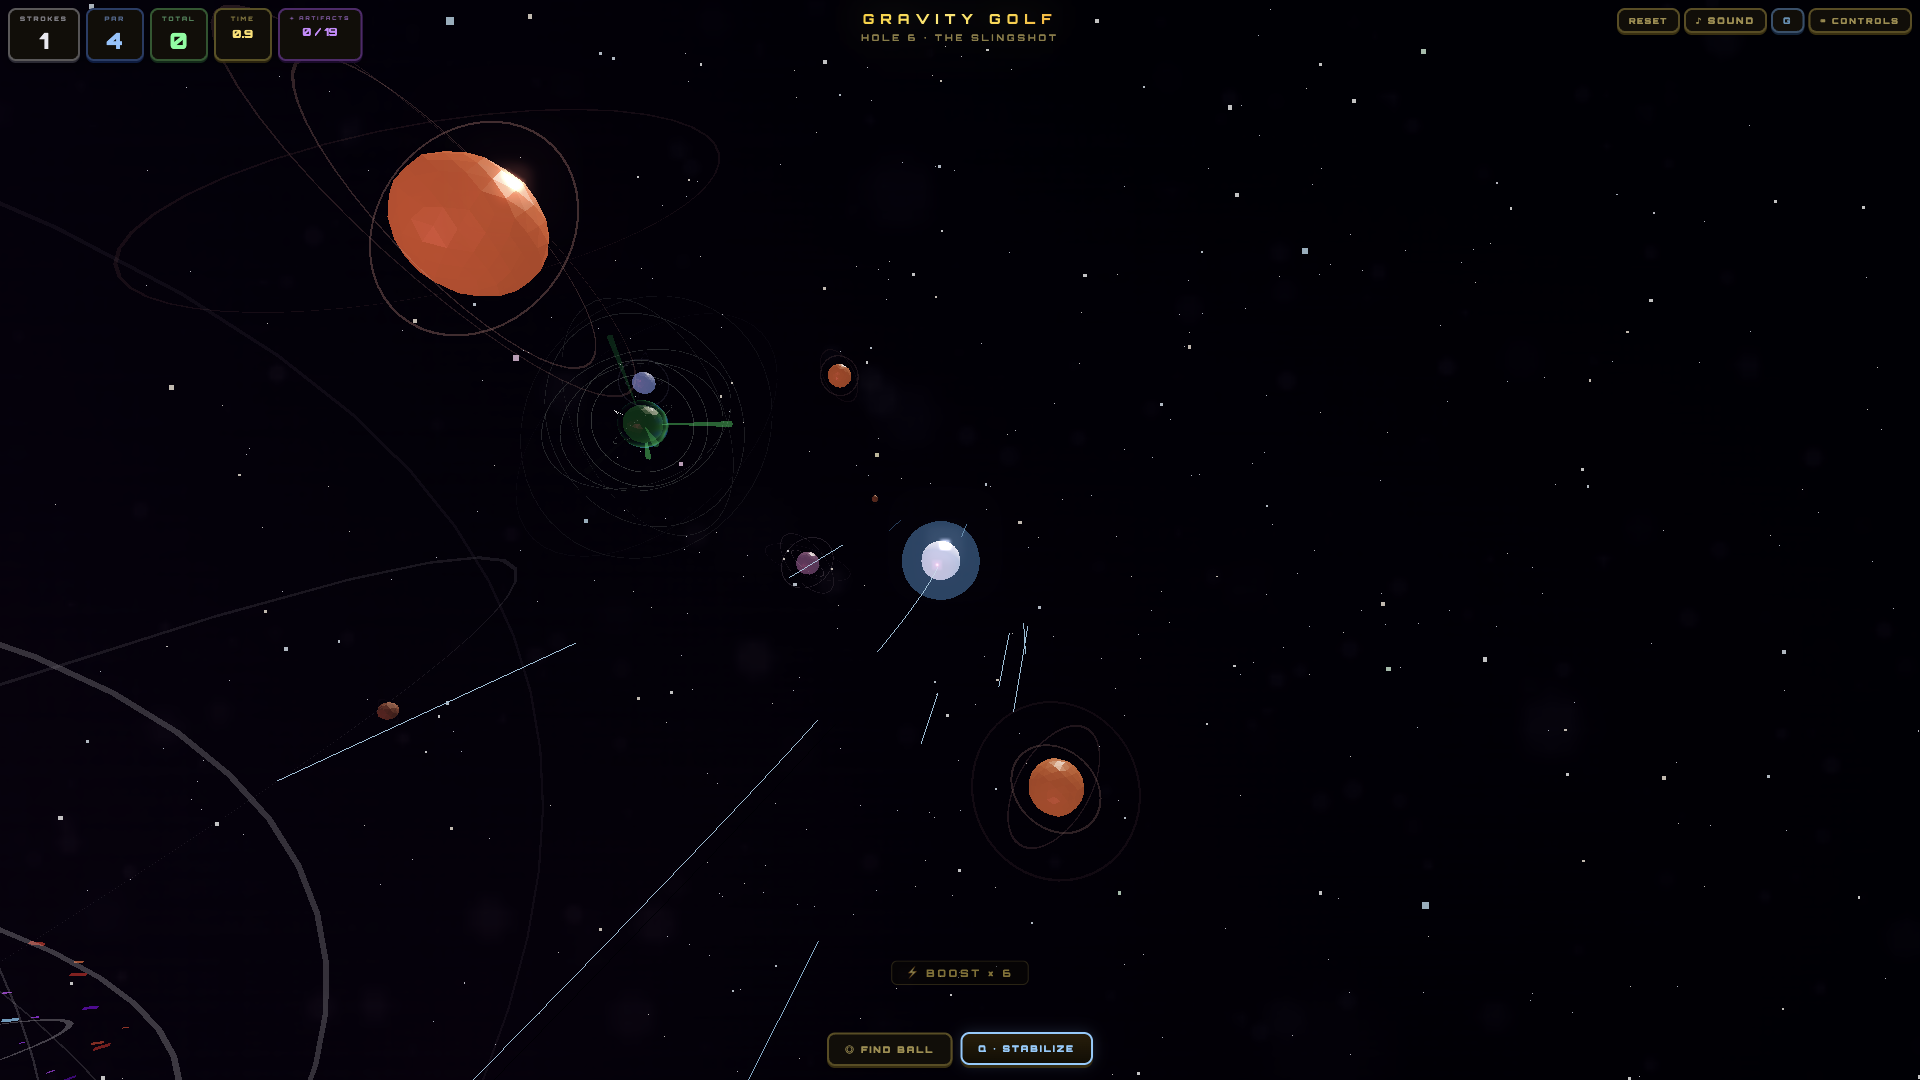 STROKES
1
PAR
4
TOTAL
0
TIME
0.9
ARTIFACTS
0 / 19
GRAVITY GOLF
HOLE 6 · THE SLINGSHOT
RESET
♪ SOUND
G
CONTROLS
⚡ BOOST × 6
FIND BALL
Q · STABILIZE